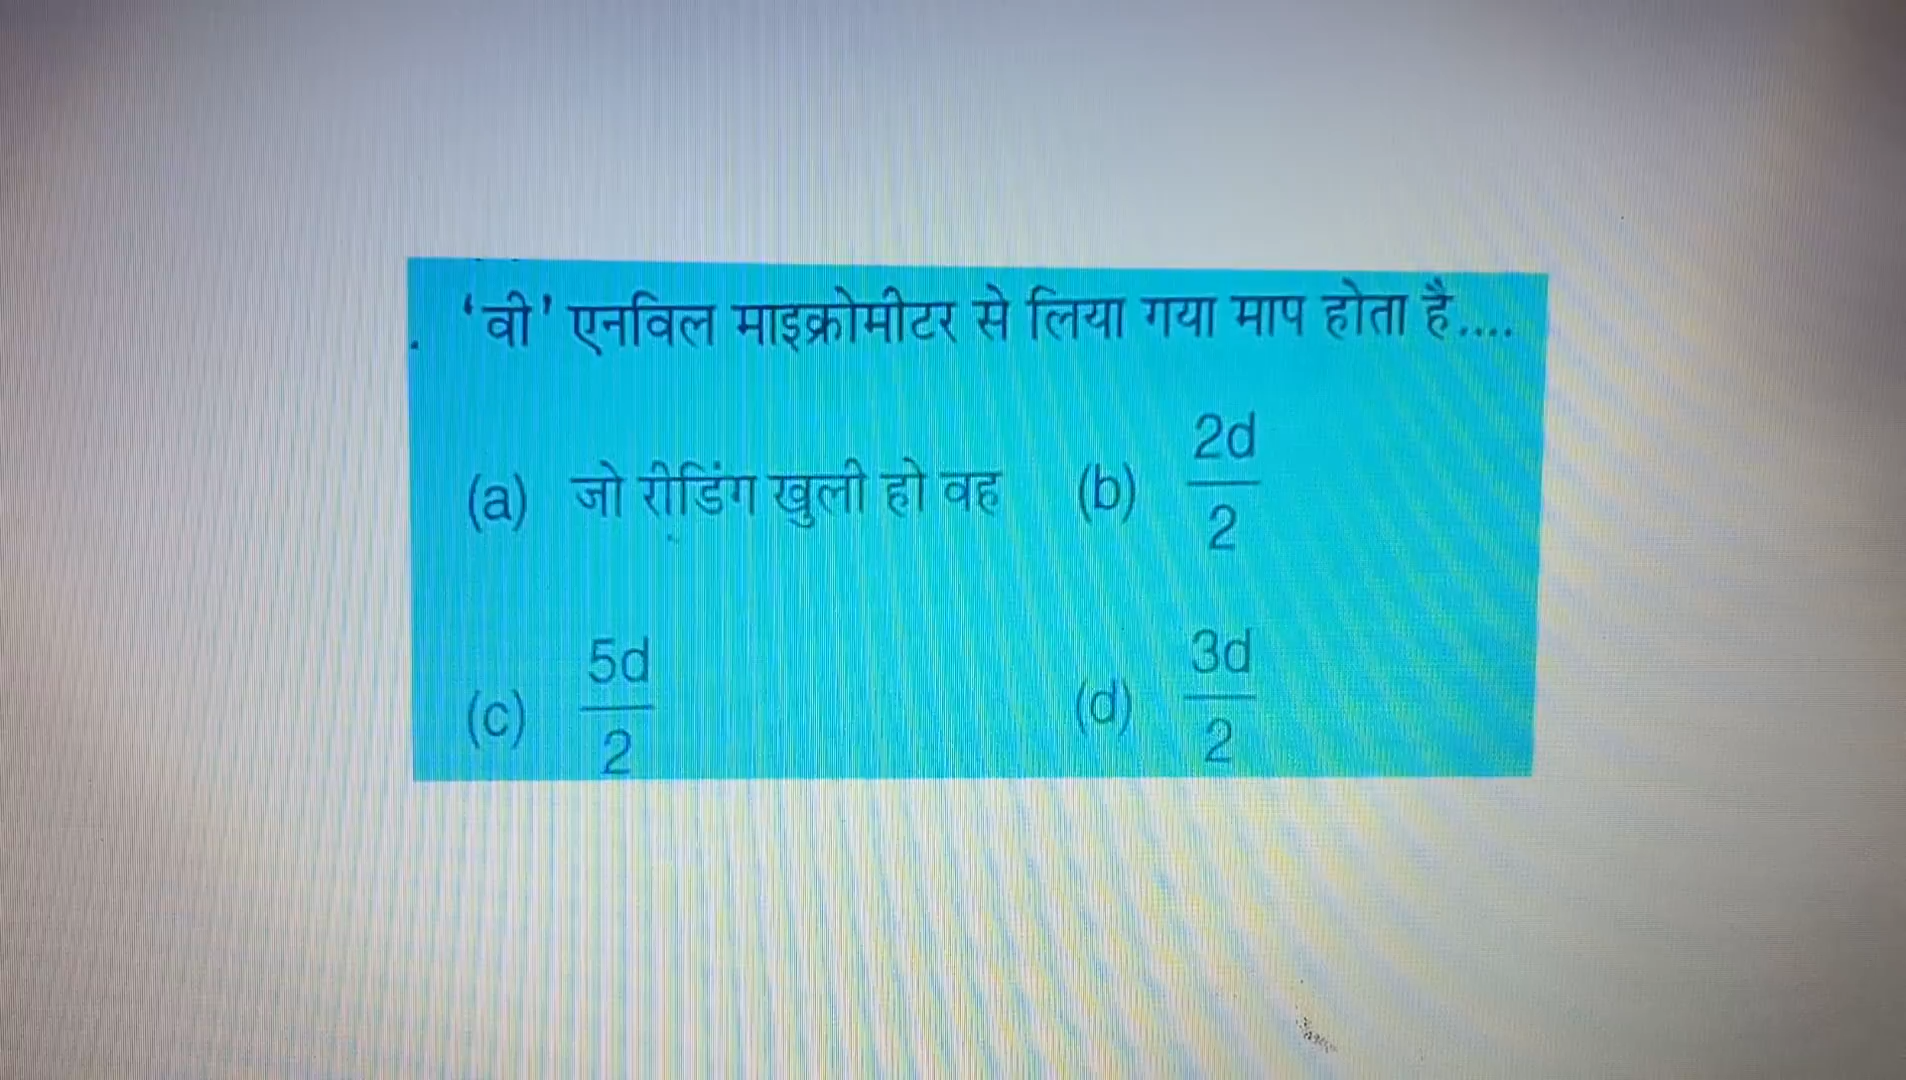 . 'वी' एनविल माइक्रोमीटर से लिया गया माप होता है....
(a) जो रीडिंग खुली हो वह (b) 2d/2
(c) 5d/2 (d) 3d/2